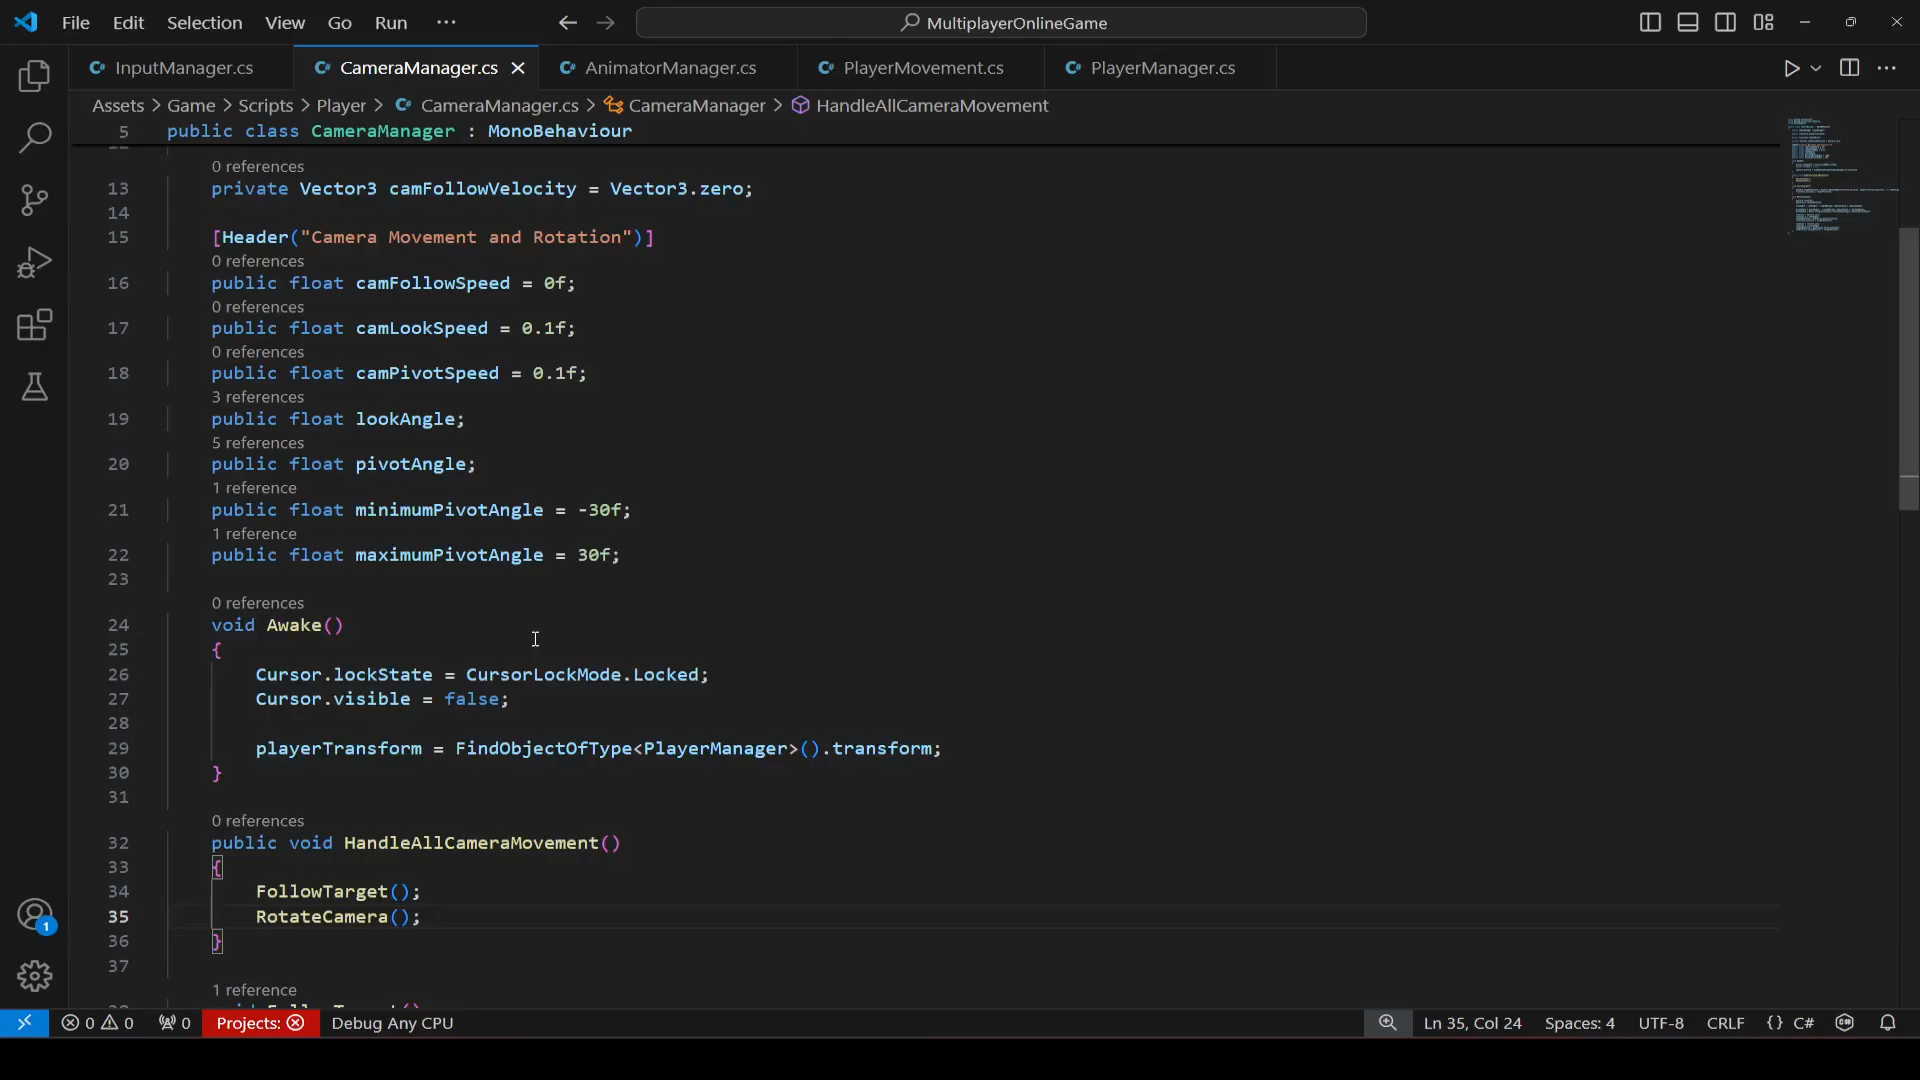 File Edit Selection View Go Run ··· MultiplayerOnlineGame
InputManager.cs CameraManager.cs AnimatorManager.cs PlayerMovement.cs PlayerManager.cs
Assets > Game > Scripts > Player > CameraManager.cs > CameraManager > HandleAllCameraMovement
5 public class CameraManager : MonoBehaviour
0 references
13 private Vector3 camFollowVelocity = Vector3.zero;
14
15 [Header("Camera Movement and Rotation")]
0 references
16 public float camFollowSpeed = 0f;
0 references
17 public float camLookSpeed = 0.1f;
0 references
18 public float camPivotSpeed = 0.1f;
3 references
19 public float lookAngle;
5 references
20 public float pivotAngle;
1 reference
21 public float minimumPivotAngle = -30f;
1 reference
22 public float maximumPivotAngle = 30f;
23
0 references
24 void Awake()
25 {
26 Cursor.lockState = CursorLockMode.Locked;
27 Cursor.visible = false;
28
29 playerTransform = FindObjectOfType<PlayerManager>().transform;
30 }
31
0 references
32 public void HandleAllCameraMovement()
33 {
34 FollowTarget();
35 RotateCamera();
36 }
37
1 reference
1
0 0 0 Projects: Debug Any CPU Ln 35, Col 24 Spaces: 4 UTF-8 CRLF {} C#